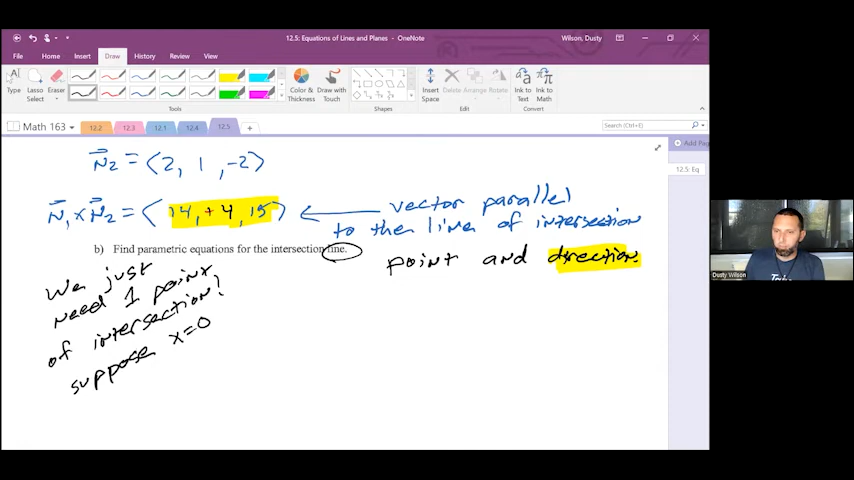 12.5: Equations of Lines and Planes - OneNote
Wilson, Dusty
File Home Insert Draw History Review View
Type
Lasso Select
Eraser
Color & Thickness
Draw with Touch
Insert Space
Delete
Arrange
Rotate
Ink to Text
Ink to Math
Tools
Shapes
Edit
Convert
Math 163
12.2 12.3 12.1 12.4 12.5 +
Search (Ctrl+E)
Add Pag
12.5: Eq
N₂ = ⟨2, 1, -2⟩
N₁ × N₂ = ⟨14, +4, 15⟩ ← vector parallel
to then line of intersection
b) Find parametric equations for the intersection line.
point and direction.
We just
need 1 point
of intersection!
suppose x=0
Dusty Wilson